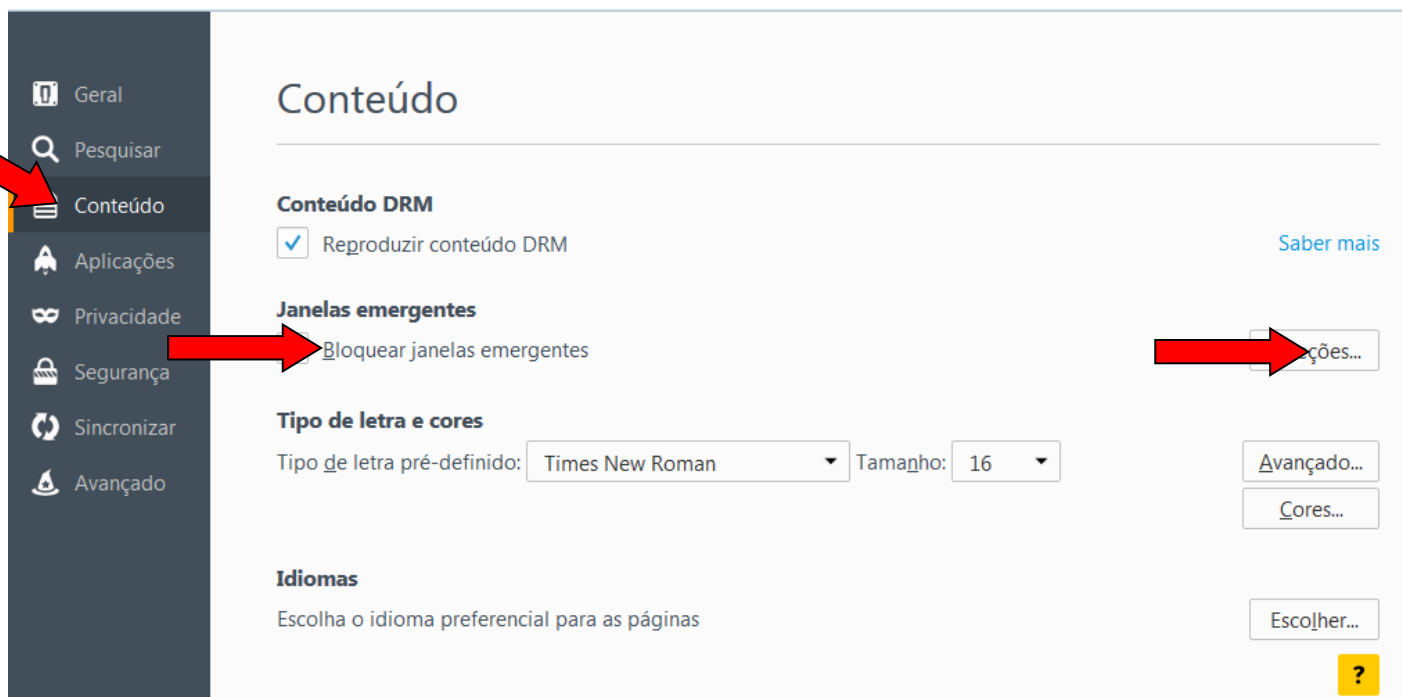 Geral
Pesquisar
Conteúdo
Aplicações
Privacidade
Segurança
Sincronizar
Avançado
Conteúdo
Conteúdo DRM
Reproduzir conteúdo DRM
Saber mais
Janelas emergentes
Bloquear janelas emergentes
Tipo de letra e cores
Tipo de letra pré-definido: Times New Roman Tamanho: 16 Avançado...
Cores...
Idiomas
Escolha o idioma preferencial para as páginas Escolher...
?